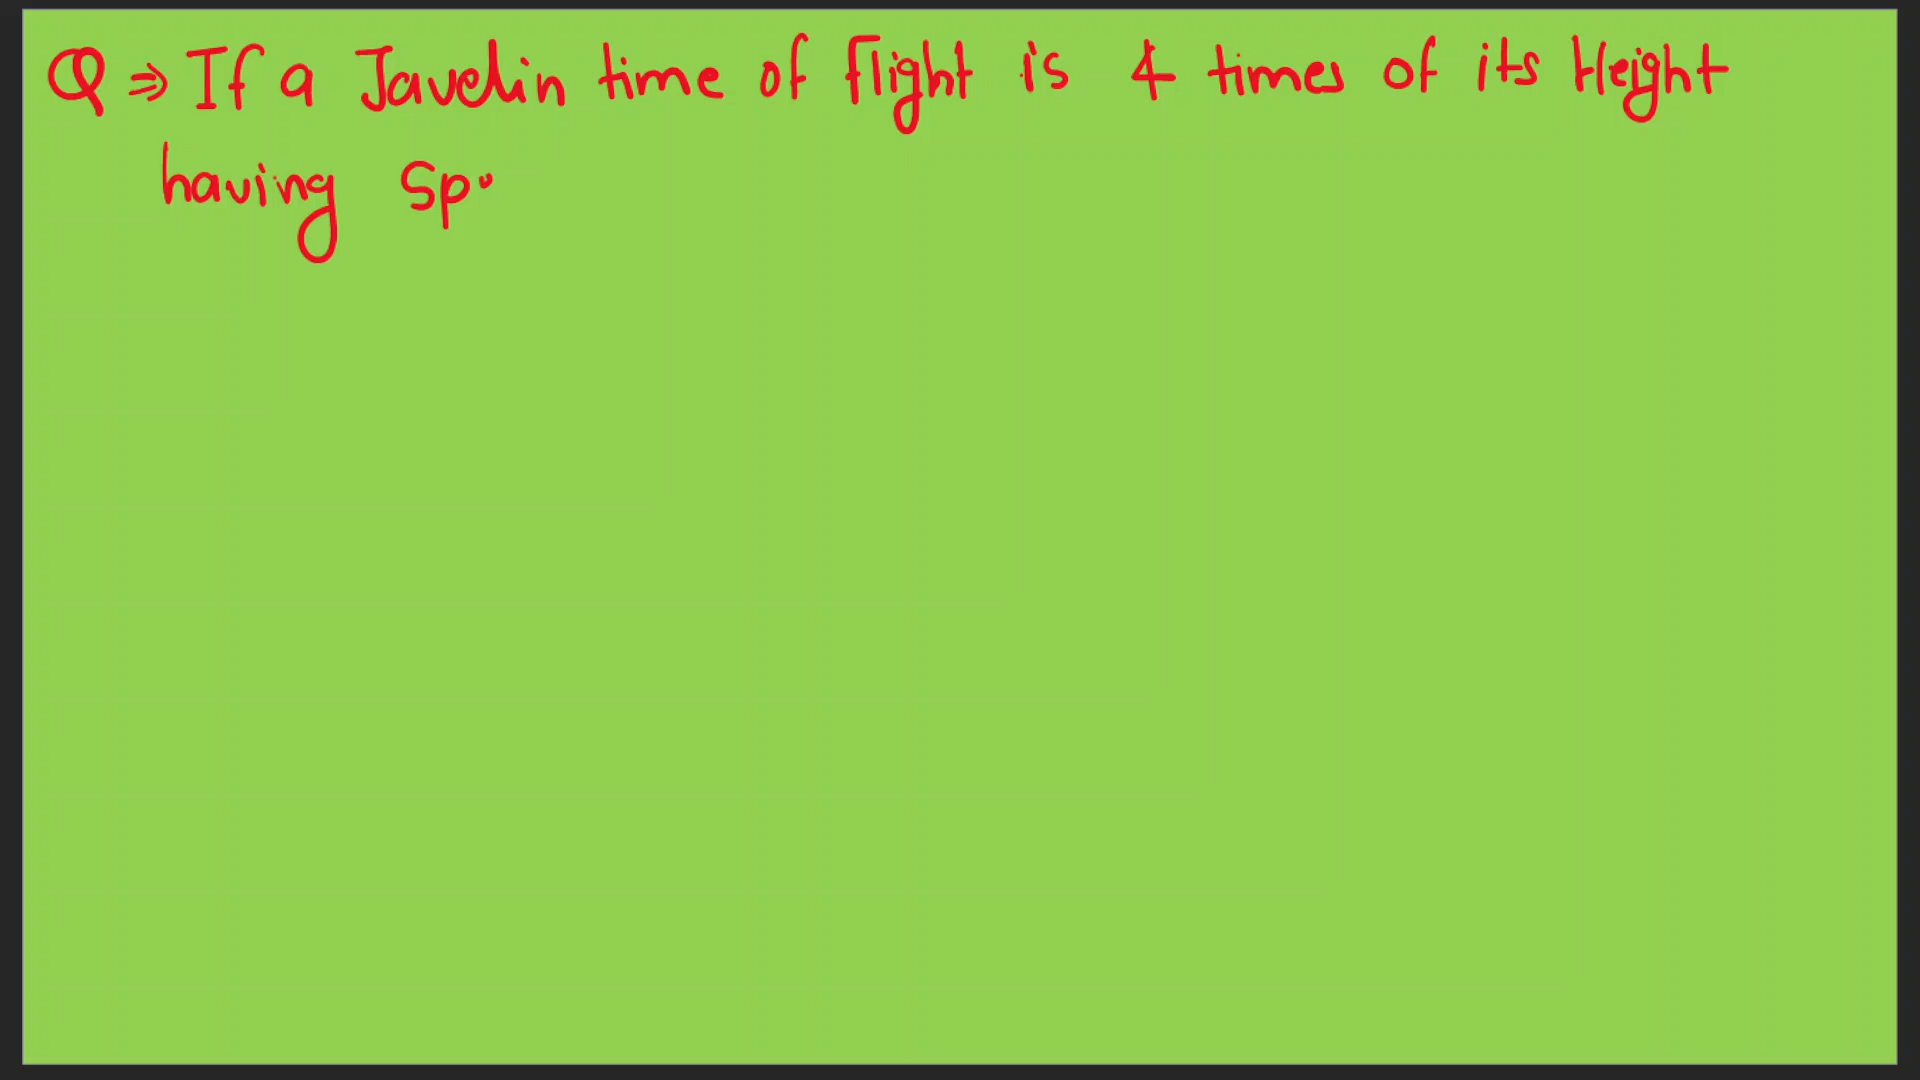 Q ⇒ If a Javelin time of flight is 4 times of its Height
having sp